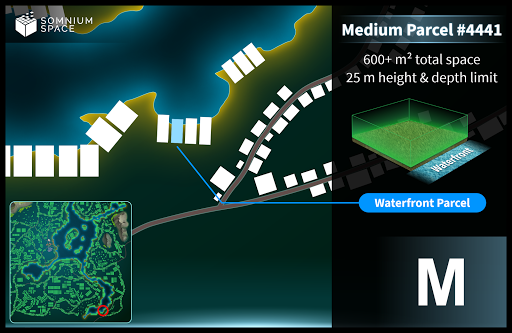 SOMNIUM
SPACE
Medium Parcel #4441
600+ m² total space
25 m height & depth limit
Waterfront
Waterfront Parcel
M